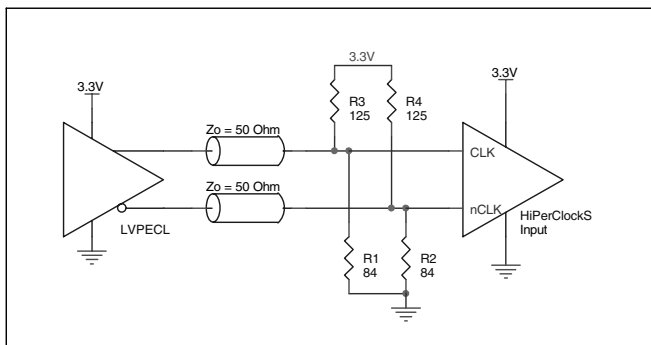 3.3V
3.3V
3.3V
R3
125
R4
125
Zo = 50 Ohm
CLK
Zo = 50 Ohm
nCLK
HiPerClockS
Input
LVPECL
R1
84
R2
84